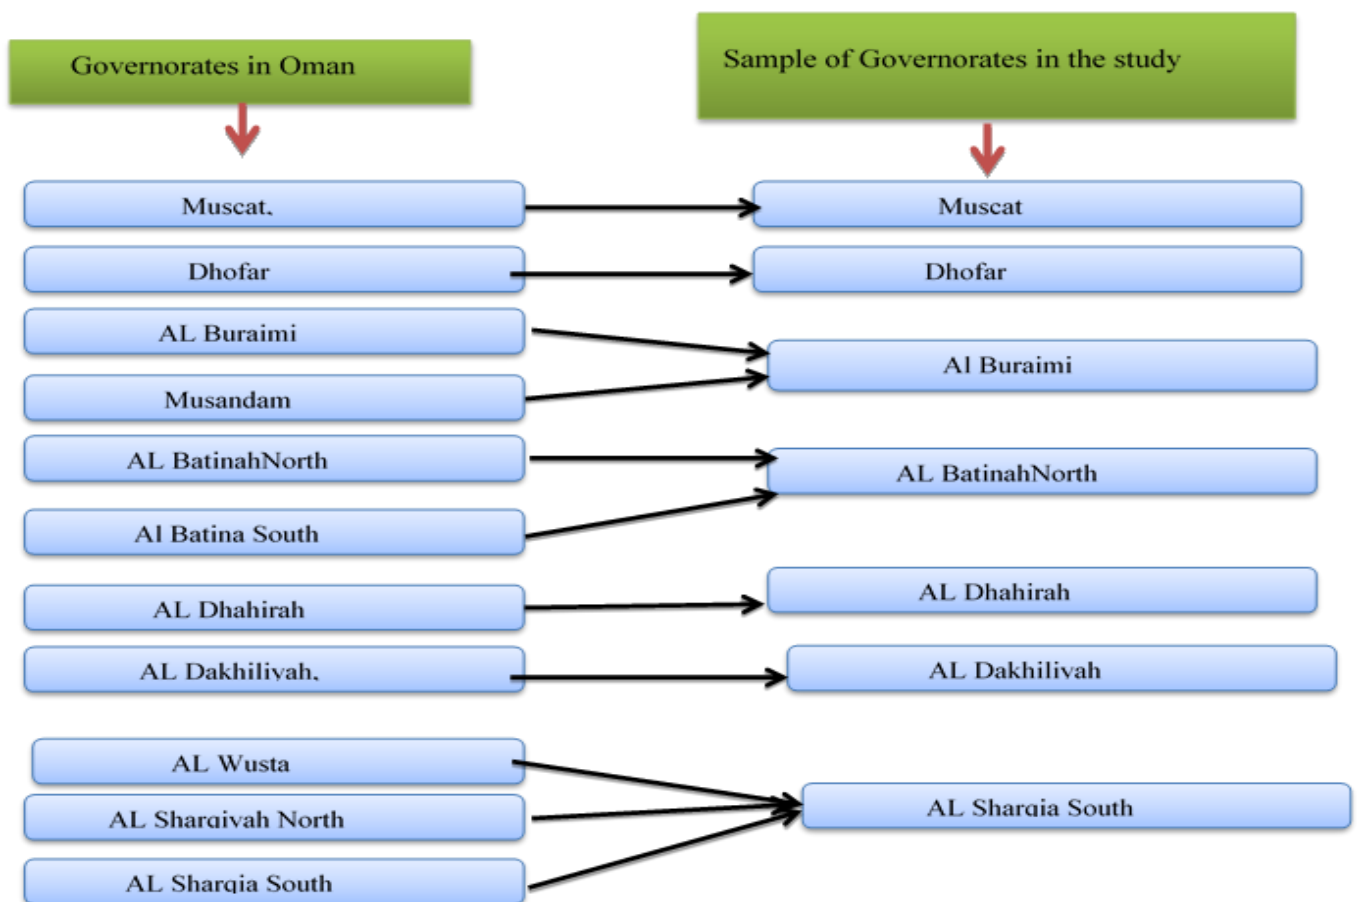 Governorates in Oman
Sample of Governorates in the study
Muscat.
Muscat
Dhofar
Dhofar
AL Buraimi
Al Buraimi
Musandam
AL BatinahNorth
AL BatinahNorth
Al Batina South
AL Dhahirah
AL Dhahirah
AL Dakhiliyah.
AL Dakhiliyah
AL Wusta
AL Sharqiyah North
AL Sharqia South
AL Sharqia South